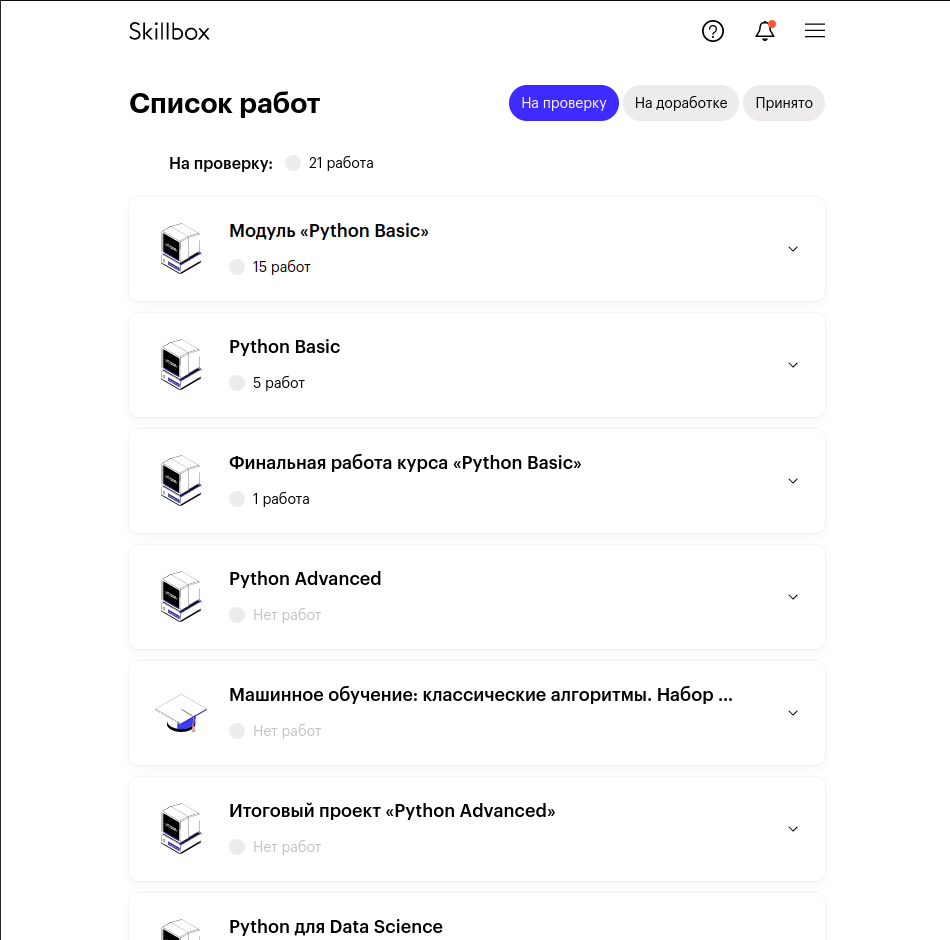 Skillbox
Список работ
На проверку
На доработке
Принято
На проверку: 21 работа
Модуль «Python Basic»
15 работ
Python Basic
5 работ
Финальная работа курса «Python Basic»
1 работа
Python Advanced
Нет работ
Машинное обучение: классические алгоритмы. Набор ...
Нет работ
Итоговый проект «Python Advanced»
Нет работ
Python для Data Science